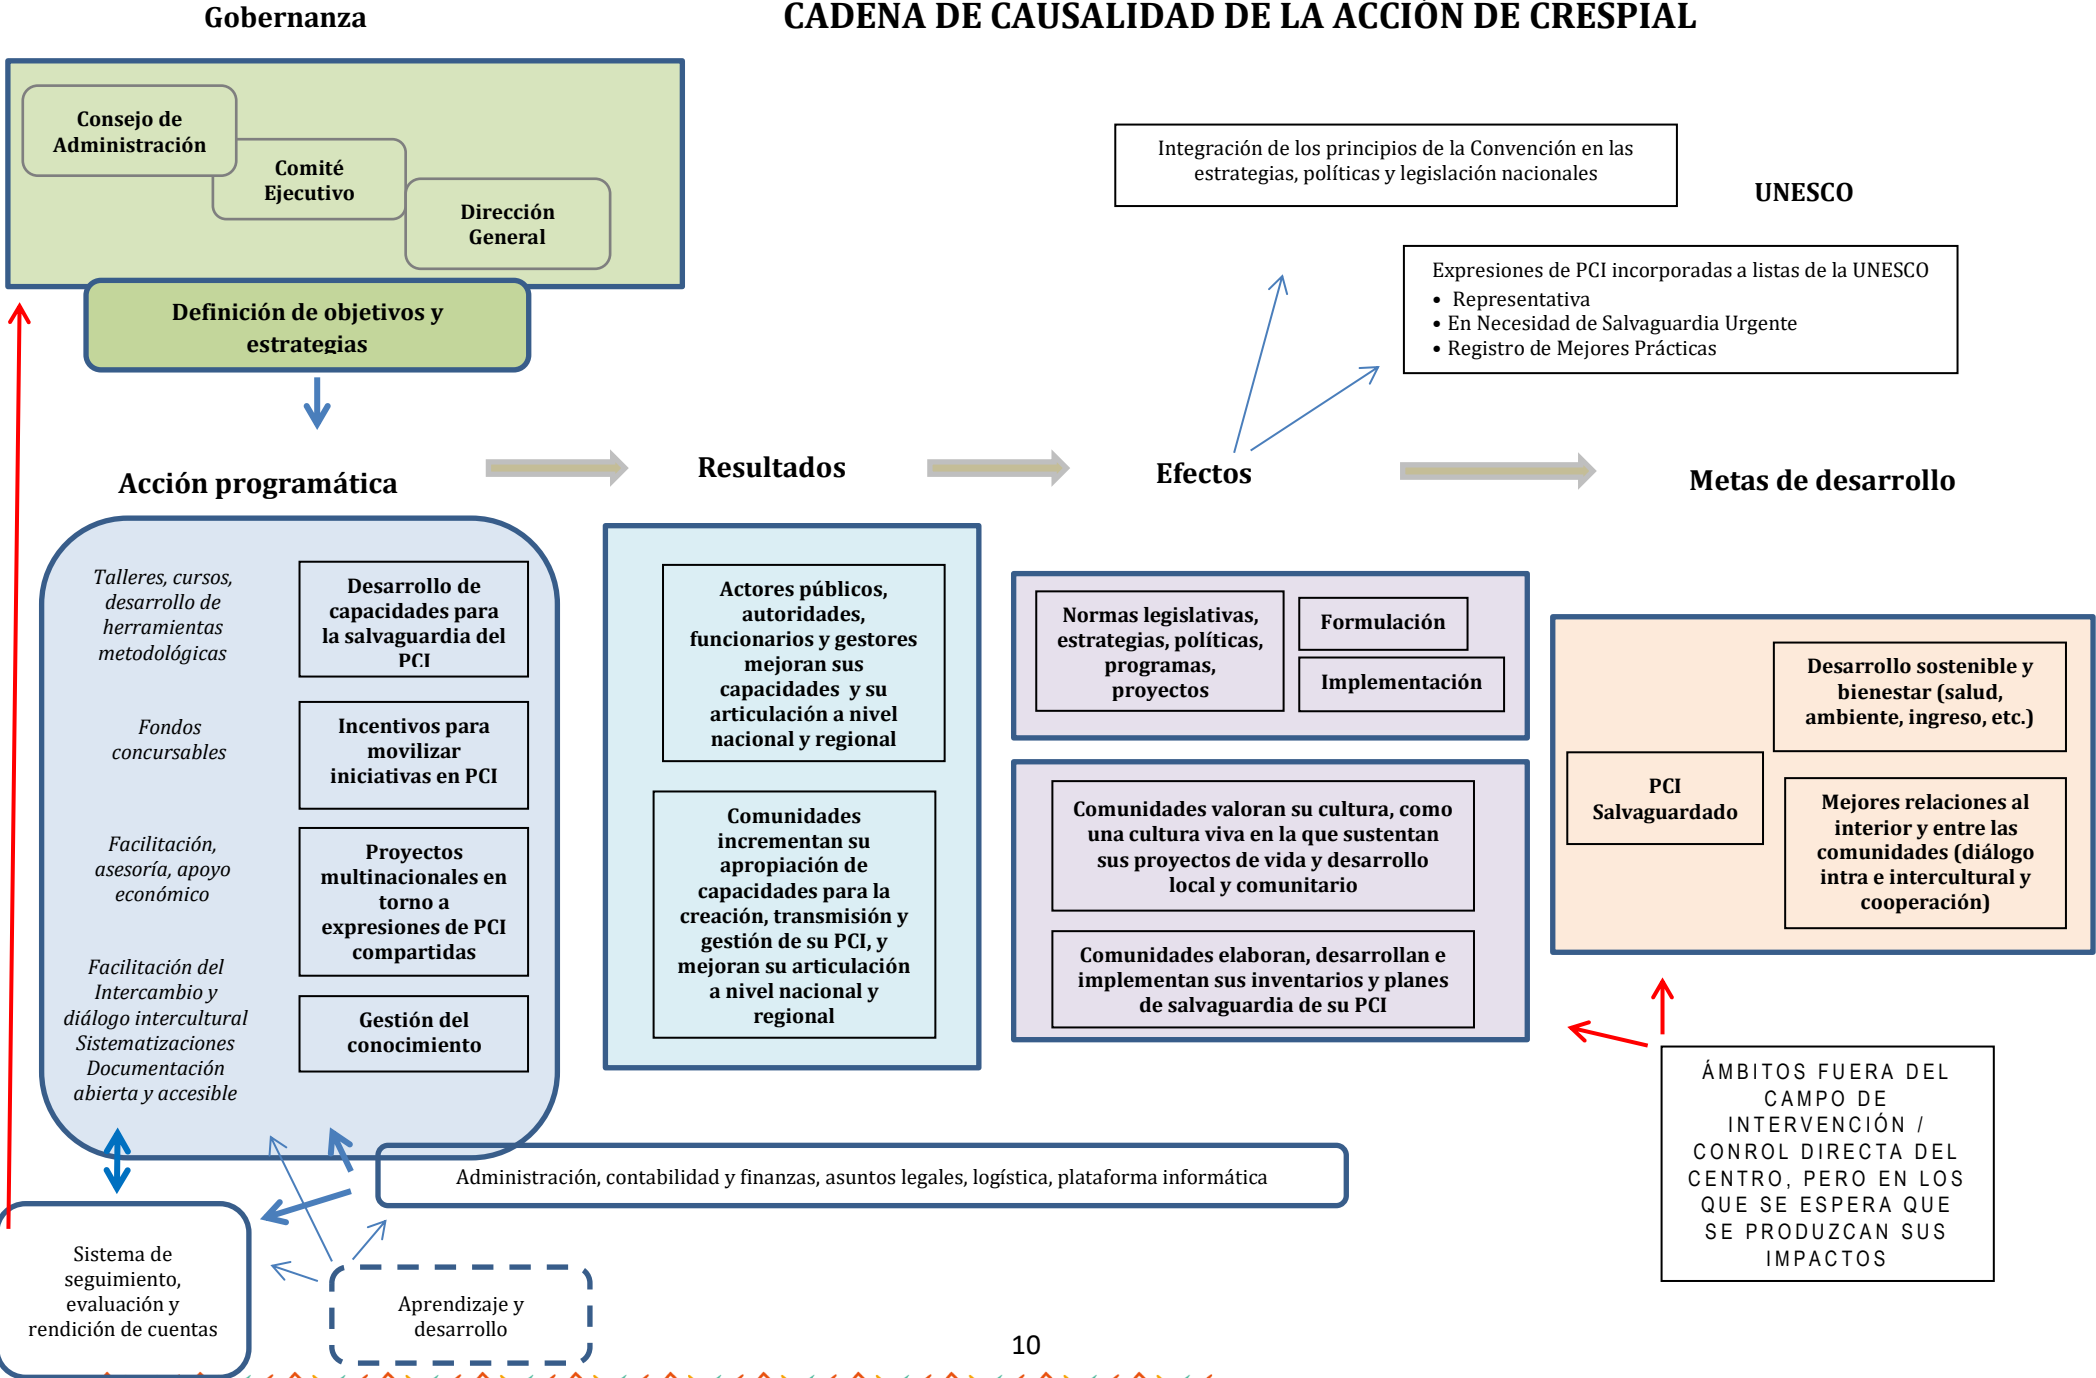 Gobernanza
CADENA DE CAUSALIDAD DE LA ACCIÓN DE CRESPIAL
Consejo de
Administración
Comité
Ejecutivo
Dirección
General
Definición de objetivos y
estrategias
Integración de los principios de la Convención en las
estrategias, políticas y legislación nacionales
UNESCO
Expresiones de PCI incorporadas a listas de la UNESCO
• Representativa
• En Necesidad de Salvaguardia Urgente
• Registro de Mejores Prácticas
Acción programática
Resultados
Efectos
Metas de desarrollo
Talleres, cursos,
desarrollo de
herramientas
metodológicas
Desarrollo de
capacidades para
la salvaguardia del
PCI
Fondos
concursables
Incentivos para
movilizar
iniciativas en PCI
Facilitación,
asesoría, apoyo
económico
Proyectos
multinacionales en
torno a
expresiones de PCI
compartidas
Facilitación del
Intercambio y
diálogo intercultural
Sistematizaciones
Documentación
abierta y accesible
Gestión del
conocimiento
Actores públicos,
autoridades,
funcionarios y gestores
mejoran sus
capacidades y su
articulación a nivel
nacional y regional
Comunidades
incrementan su
apropiación de
capacidades para la
creación, transmisión y
gestión de su PCI, y
mejoran su articulación
a nivel nacional y
regional
Normas legislativas,
estrategias, políticas,
programas,
proyectos
Formulación
Implementación
Comunidades valoran su cultura, como
una cultura viva en la que sustentan
sus proyectos de vida y desarrollo
local y comunitario
Comunidades elaboran, desarrollan e
implementan sus inventarios y planes
de salvaguardia de su PCI
PCI
Salvaguardado
Desarrollo sostenible y
bienestar (salud,
ambiente, ingreso, etc.)
Mejores relaciones al
interior y entre las
comunidades (diálogo
intra e intercultural y
cooperación)
ÁMBITOS FUERA DEL
CAMPO DE
INTERVENCIÓN /
CONROL DIRECTA DEL
CENTRO, PERO EN LOS
QUE SE ESPERA QUE
SE PRODUZCAN SUS
IMPACTOS
Administración, contabilidad y finanzas, asuntos legales, logística, plataforma informática
Sistema de
seguimiento,
evaluación y
rendición de cuentas
Aprendizaje y
desarrollo
10